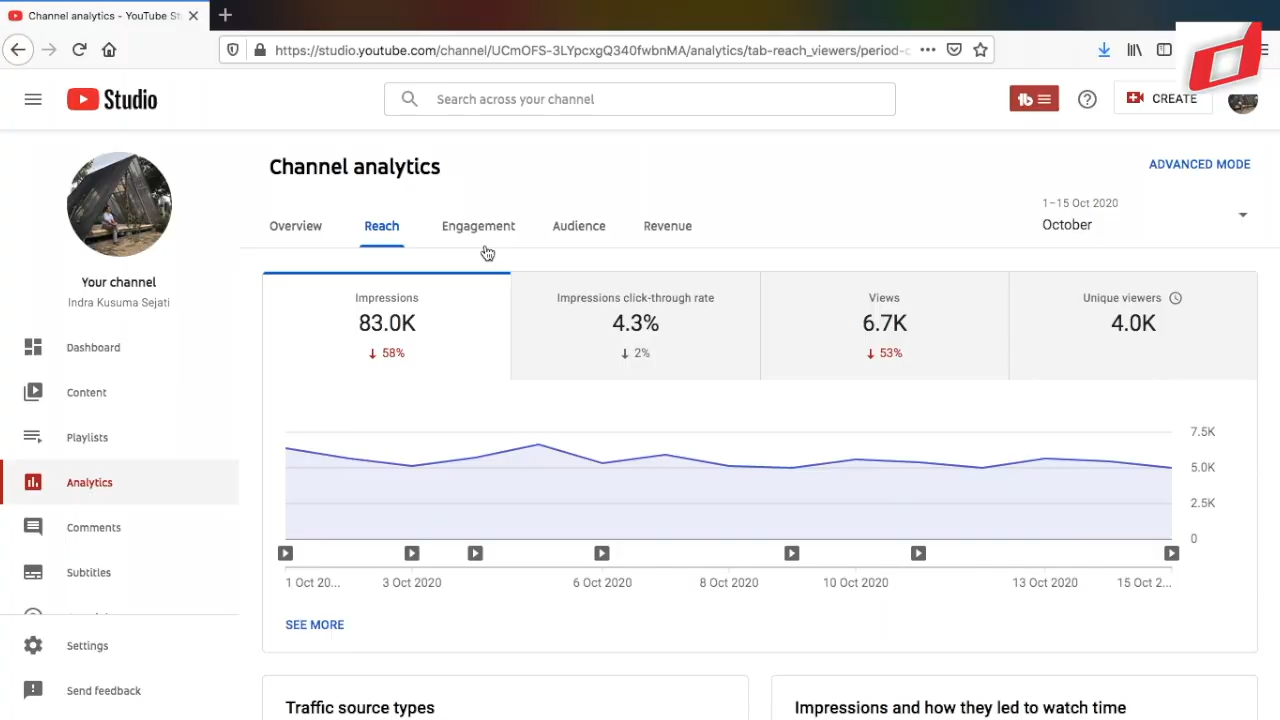 Channel analytics - YouTube St
https://studio.youtube.com/channel/UCmOFS-3LYpcxgQ340fwbnMA/analytics/tab-reach_viewers/period-c
Studio
Search across your channel
tb
CREATE
Your channel
Indra Kusuma Sejati
Dashboard
Content
Playlists
Analytics
Comments
Subtitles
Settings
Send feedback
Channel analytics
ADVANCED MODE
Overview
Reach
Engagement
Audience
Revenue
1–15 Oct 2020
October
Impressions
83.0K
58%
Impressions click-through rate
4.3%
2%
Views
6.7K
53%
Unique viewers
4.0K
7.5K
5.0K
2.5K
0
1 Oct 20...
3 Oct 2020
6 Oct 2020
8 Oct 2020
10 Oct 2020
13 Oct 2020
15 Oct 2...
SEE MORE
Traffic source types
Impressions and how they led to watch time